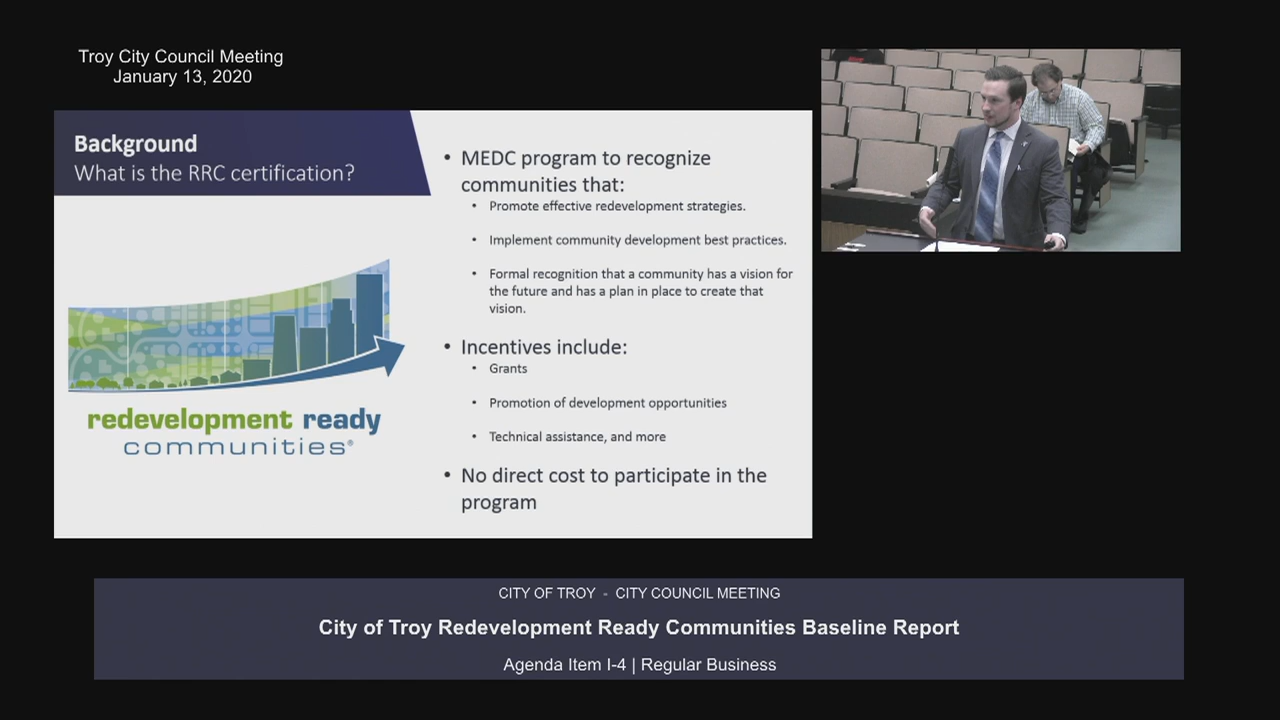 Troy City Council Meeting
January 13, 2020
Background
What is the RRC certification?
redevelopment ready
communities®
• MEDC program to recognize
communities that:
• Promote effective redevelopment strategies.
• Implement community development best practices.
• Formal recognition that a community has a vision for
the future and has a plan in place to create that
vision.
• Incentives include:
• Grants
• Promotion of development opportunities
• Technical assistance, and more
• No direct cost to participate in the
program
CITY OF TROY - CITY COUNCIL MEETING
City of Troy Redevelopment Ready Communities Baseline Report
Agenda Item I-4 | Regular Business